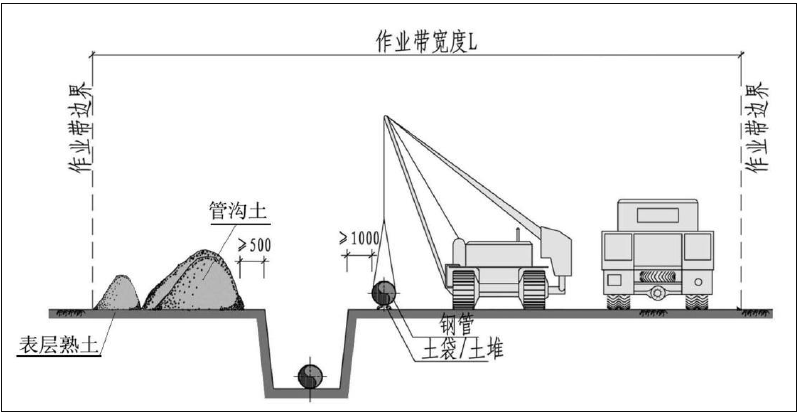 作业带宽度L
作业带边界
作业带边界
管沟土
≥500
≥1000
钢管
土袋/土堆
表层熟土